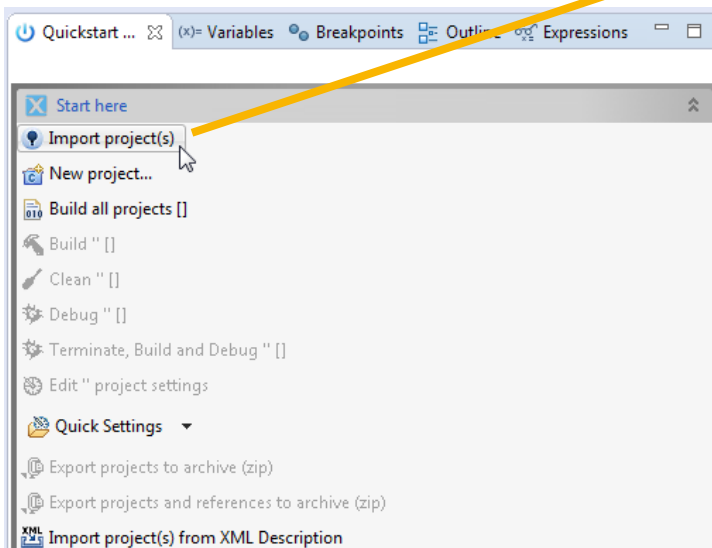 Quickstart ... (x)= Variables Breakpoints Outline Expressions
Start here
Import project(s)
New project...
010
Build all projects []
Build '' []
Clean '' []
Debug '' []
Terminate, Build and Debug '' []
Edit '' project settings
Quick Settings
Export projects to archive (zip)
Export projects and references to archive (zip)
XML
Import project(s) from XML Description